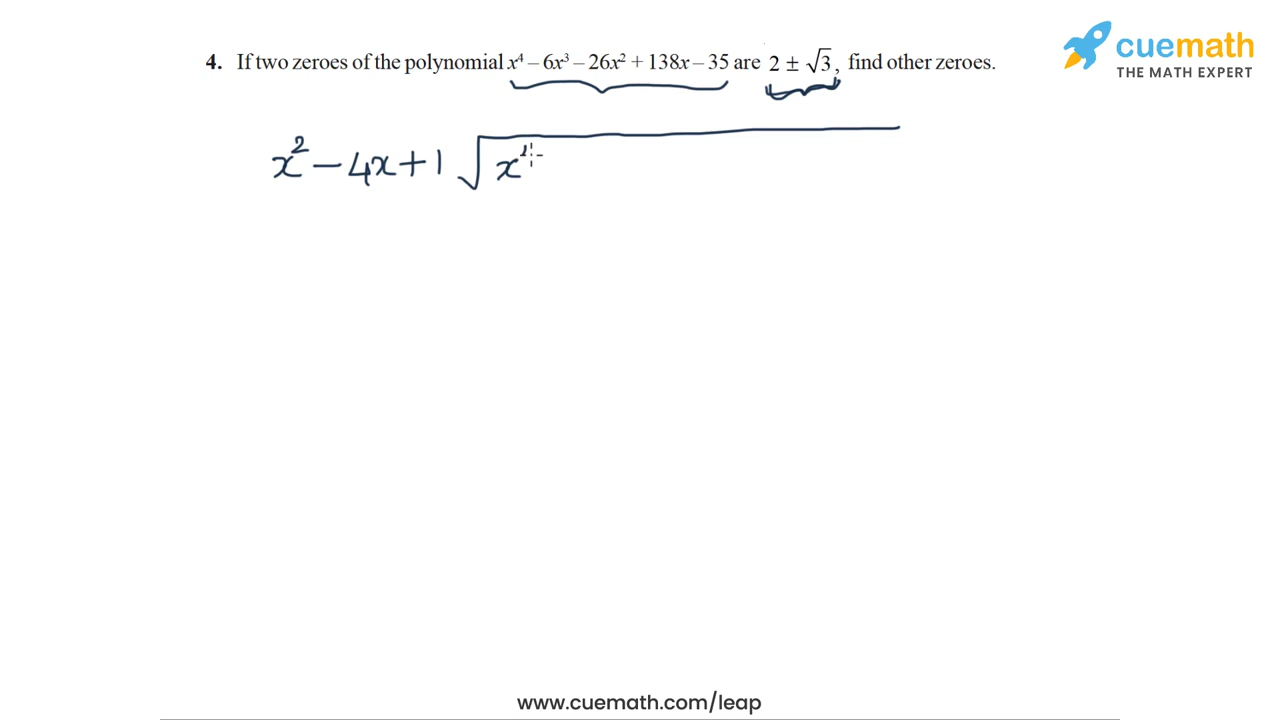 cuemath
THE MATH EXPERT
4. If two zeroes of the polynomial x⁴ – 6x³ – 26x² + 138x – 35 are 2 ± √3, find other zeroes.
x² – 4x + 1 √ x⁴
www.cuemath.com/leap